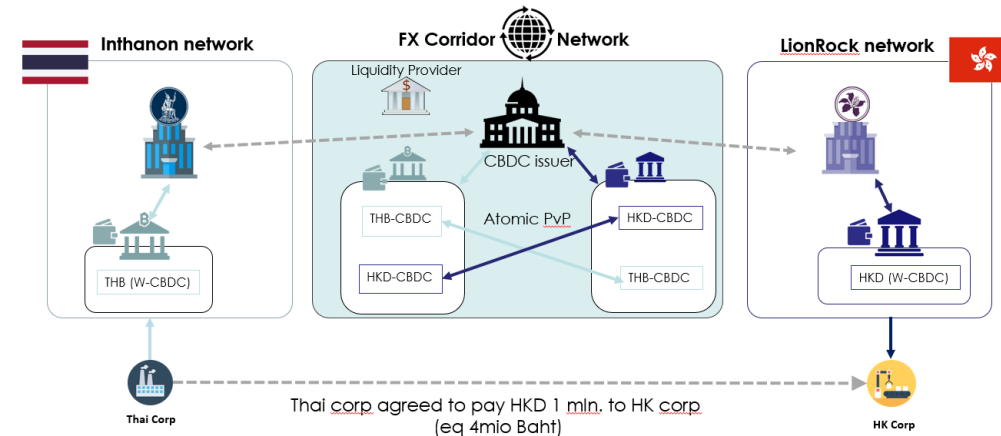 Inthanon network
FX Corridor Network
LionRock network
Liquidity Provider
$
CBDC issuer
฿
฿
THB-CBDC
Atomic PvP
HKD-CBDC
HKD-CBDC
THB-CBDC
THB (W-CBDC)
HKD (W-CBDC)
Thai Corp
HK Corp
Thai corp agreed to pay HKD 1 mln. to HK corp
(eq 4mio Baht)